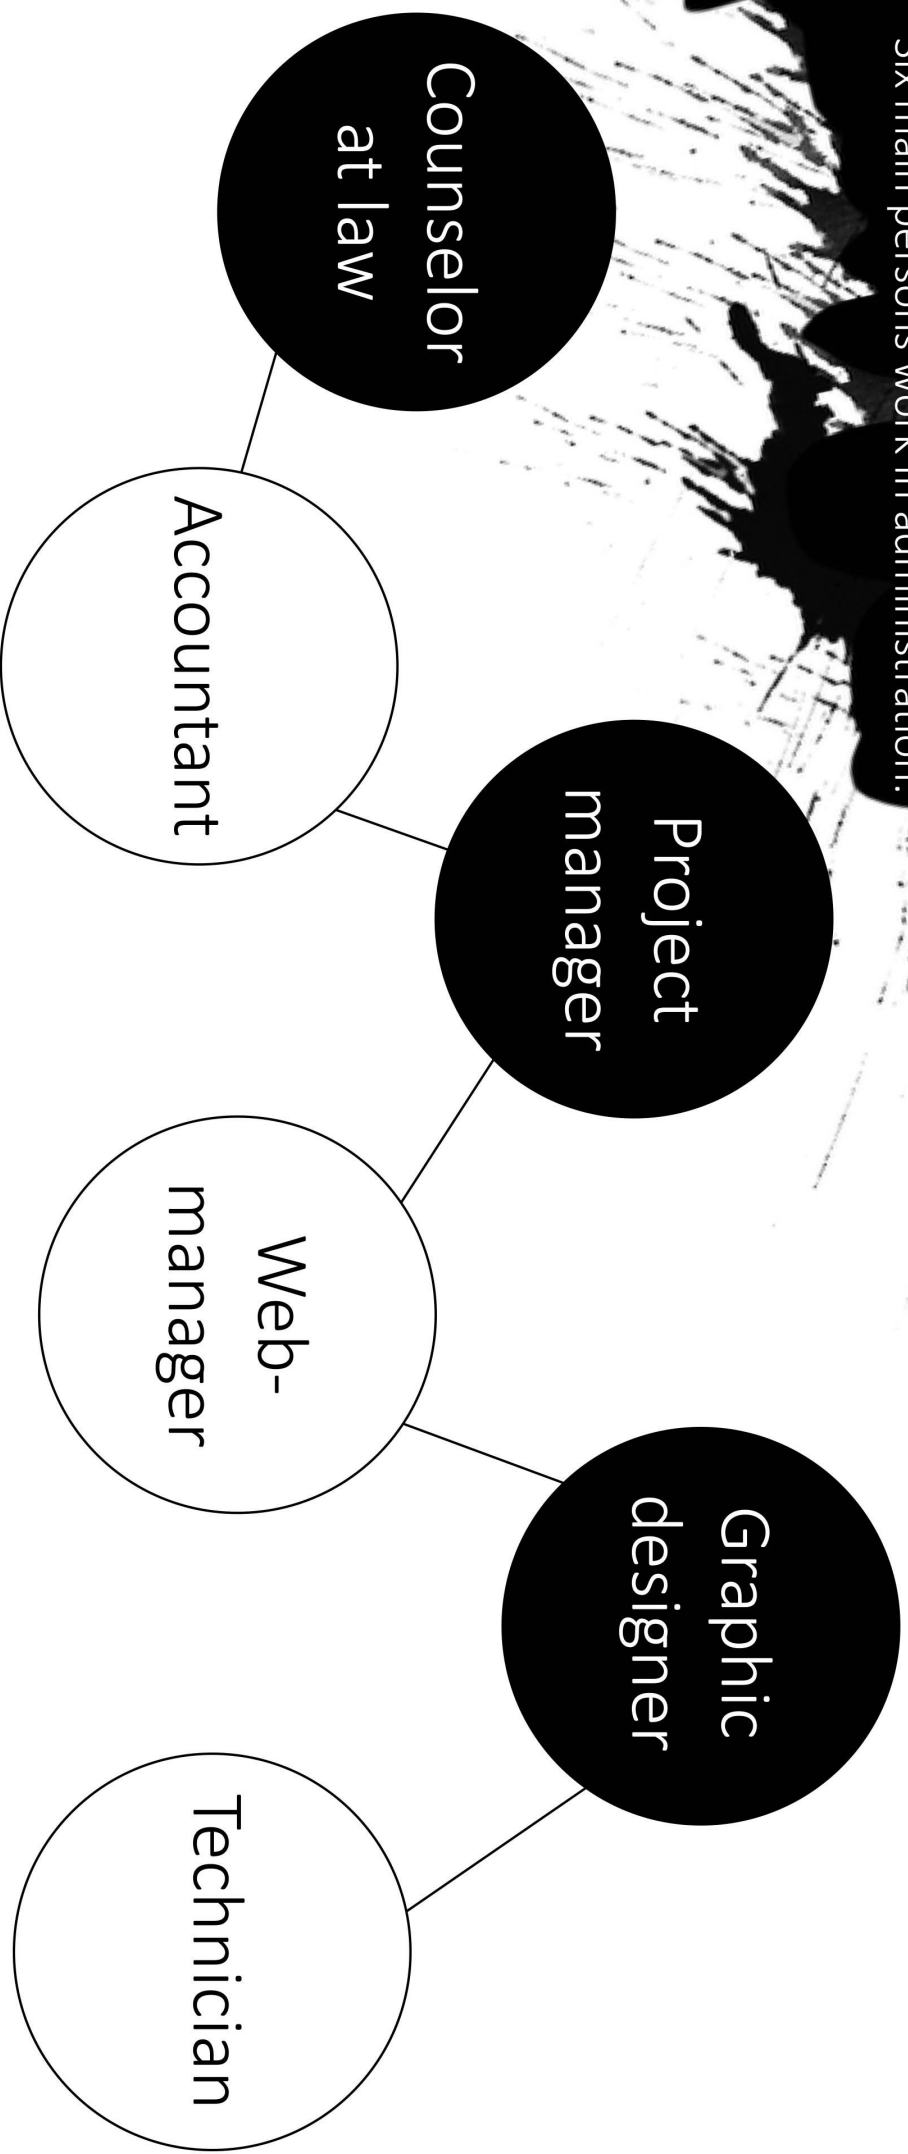 Six main persons work in administration.
Counselor
at law
Accountant
Project
manager
Web-
manager
Graphic
designer
Technician